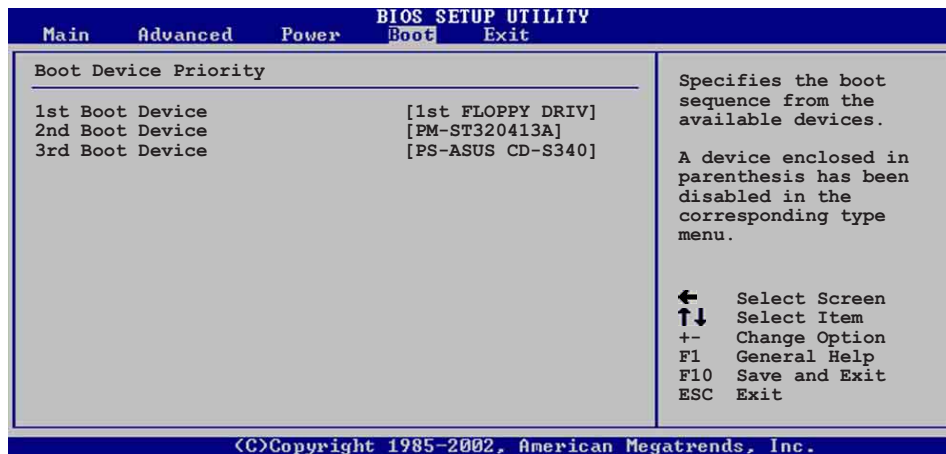 BIOS SETUP UTILITY
Main Advanced Power Boot Exit
Boot Device Priority
1st Boot Device [1st FLOPPY DRIV]
2nd Boot Device [PM-ST320413A]
3rd Boot Device [PS-ASUS CD-S340]
Specifies the boot
sequence from the
available devices.
A device enclosed in
parenthesis has been
disabled in the
corresponding type
menu.
← Select Screen
↑↓ Select Item
+- Change Option
F1 General Help
F10 Save and Exit
ESC Exit
(C)Copyright 1985-2002, American Megatrends, Inc.